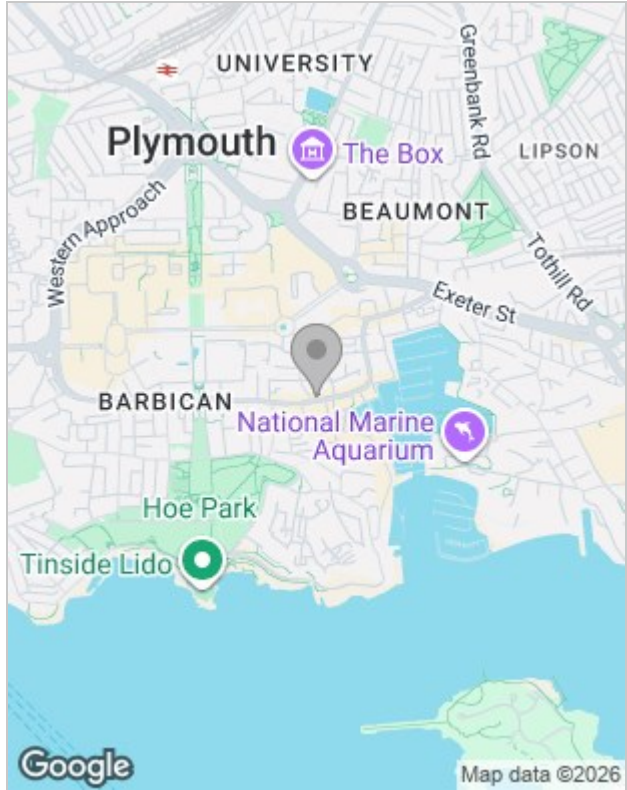 UNIVERSITY
Greenbank Rd
Plymouth
The Box
LIPSON
BEAUMONT
Western Approach
Tothill Rd
Exeter St
BARBICAN
National Marine
Aquarium
Hoe Park
Tinside Lido
Google
Map data ©2026